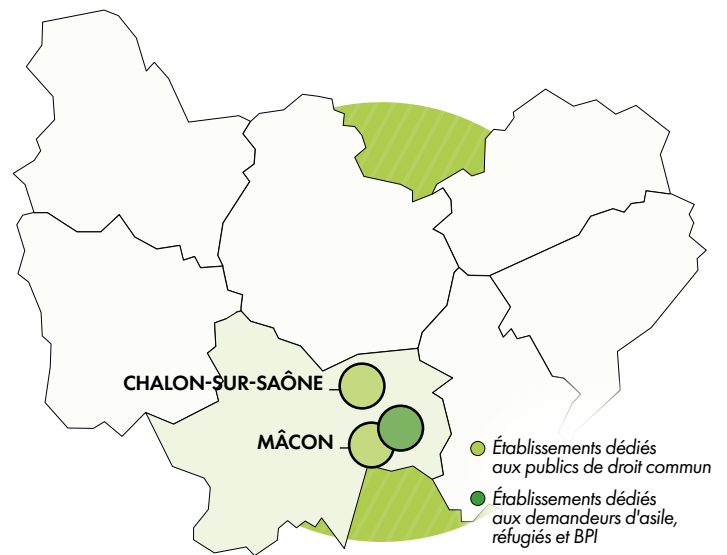 CHALON-SUR-SAÔNE
MÂCON
Établissements dédiés
aux publics de droit commun
Établissements dédiés
aux demandeurs d'asile,
réfugiés et BPI